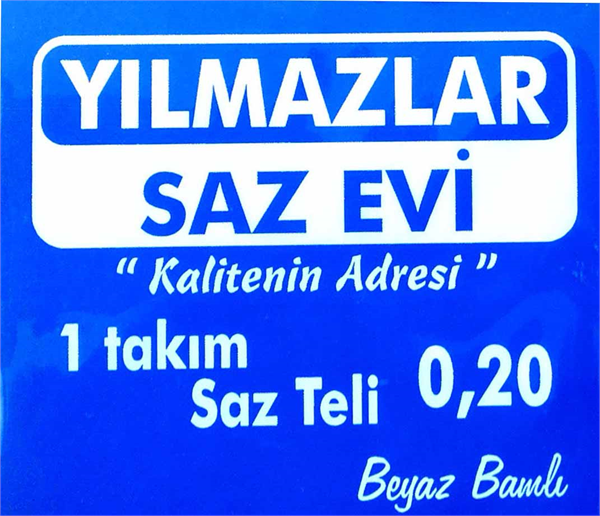 YILMAZLAR
SAZ EVİ
“ Kalitenin Adresi ”
1 takım
Saz Teli 0,20
Beyaz Bamlı